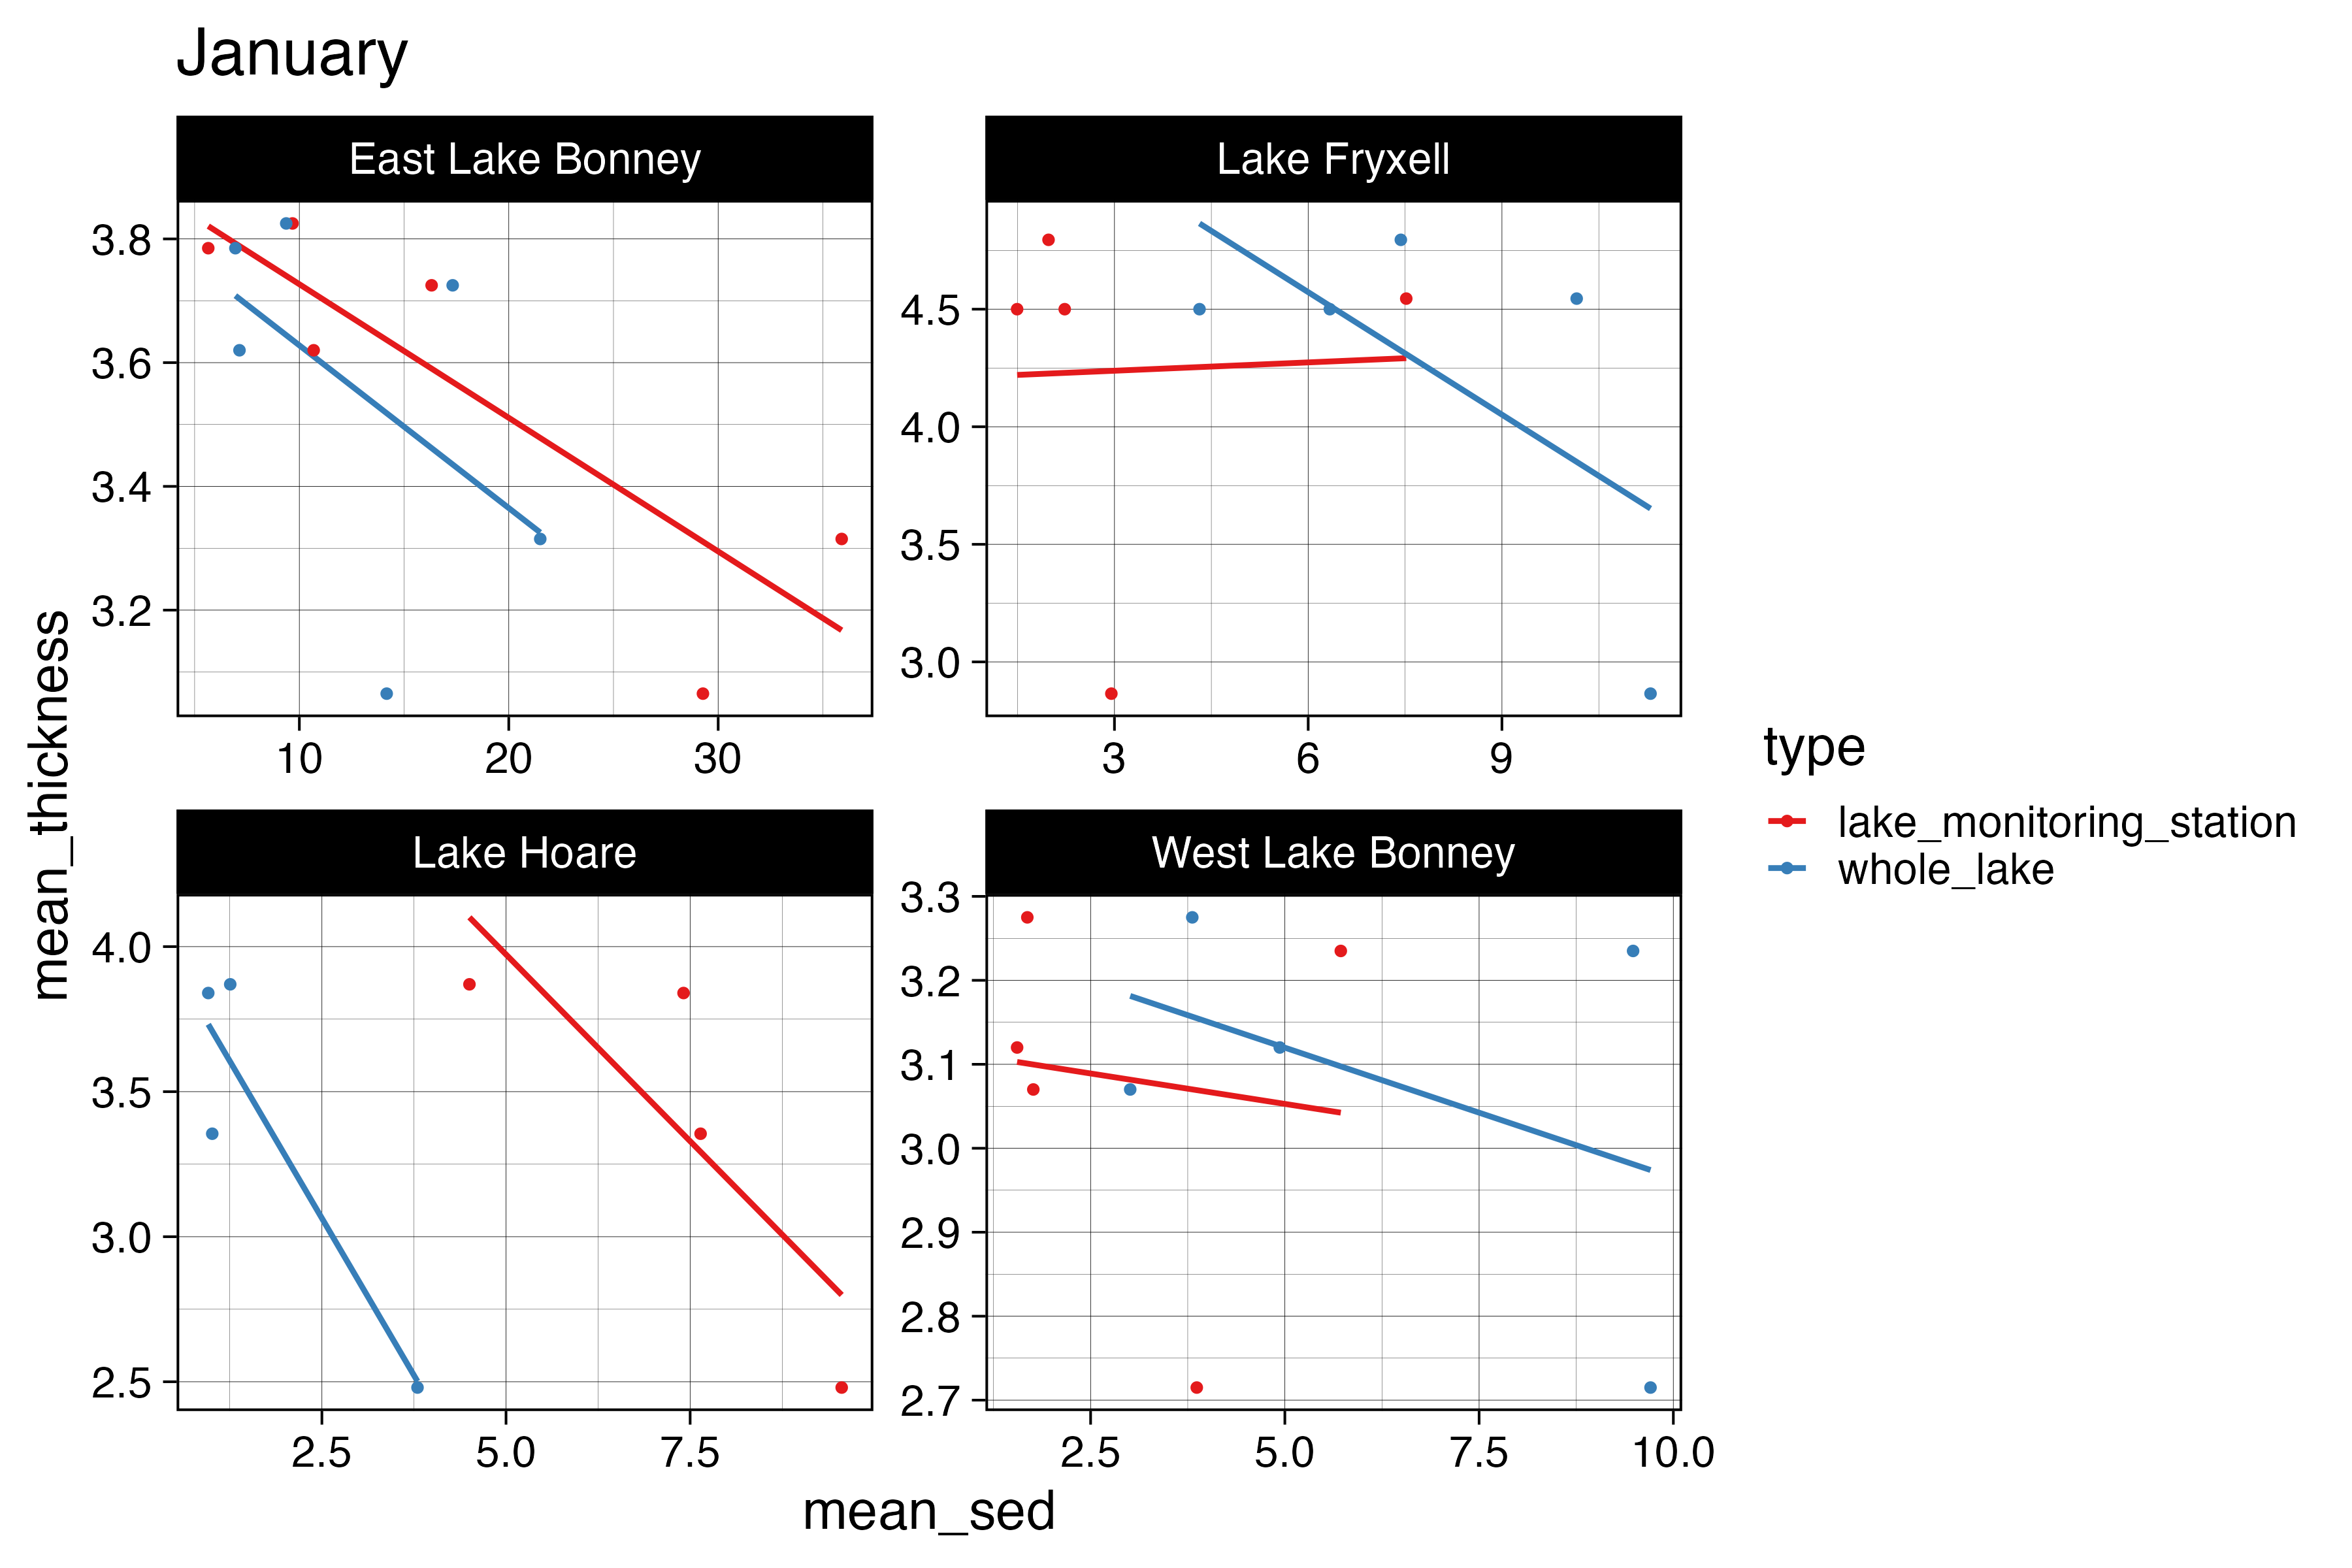 January
East Lake Bonney
Lake Fryxell
3.8
3.6
3.4
3.2
10 20 30
4.5
4.0
3.5
3.0
3 6 9
Lake Hoare
West Lake Bonney
4.0
3.5
3.0
2.5
2.5 5.0 7.5
3.3
3.2
3.1
3.0
2.9
2.8
2.7
2.5 5.0 7.5 10.0
mean_thickness
mean_sed
type
lake_monitoring_station
whole_lake